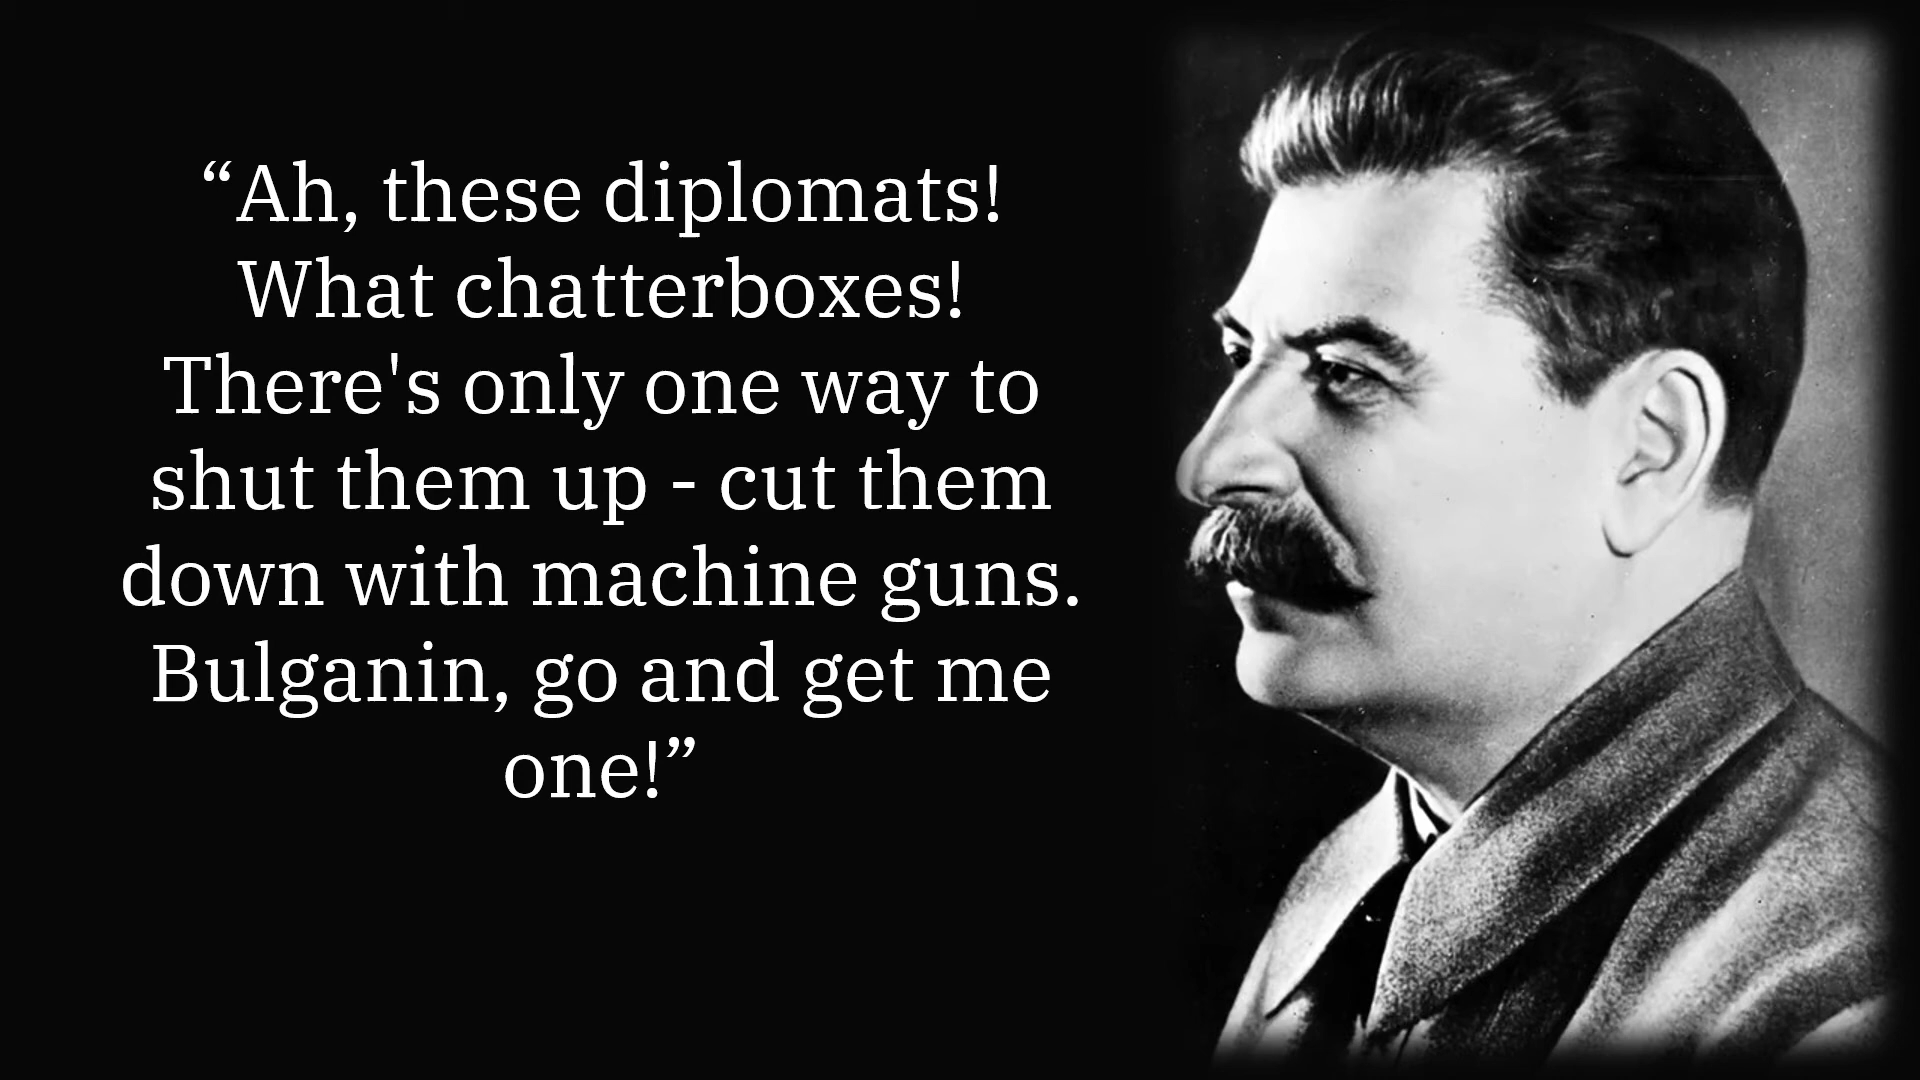 “Ah, these diplomats!
What chatterboxes!
There's only one way to
shut them up - cut them
down with machine guns.
Bulganin, go and get me
one!”